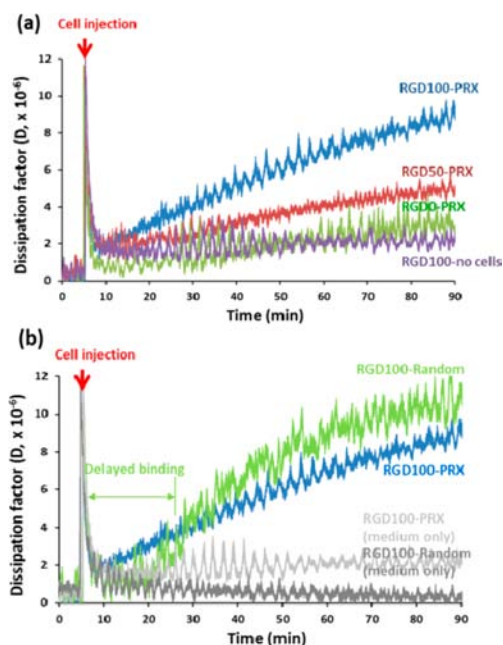 (a)
Cell injection
Dissipation factor (D, x 10-6)
12
10
8
6
4
2
0
RGD100-PRX
RGD50-PRX
RGD0-PRX
RGD100-no cells
0 10 20 30 40 50 60 70 80 90
Time (min)
(b)
Cell injection
Dissipation factor (D, x 10-6)
12
10
8
6
4
2
0
RGD100-Random
Delayed binding
RGD100-PRX
RGD100-PRX
(medium only)
RGD100-Random
(medium only)
0 10 20 30 40 50 60 70 80 90
Time (min)